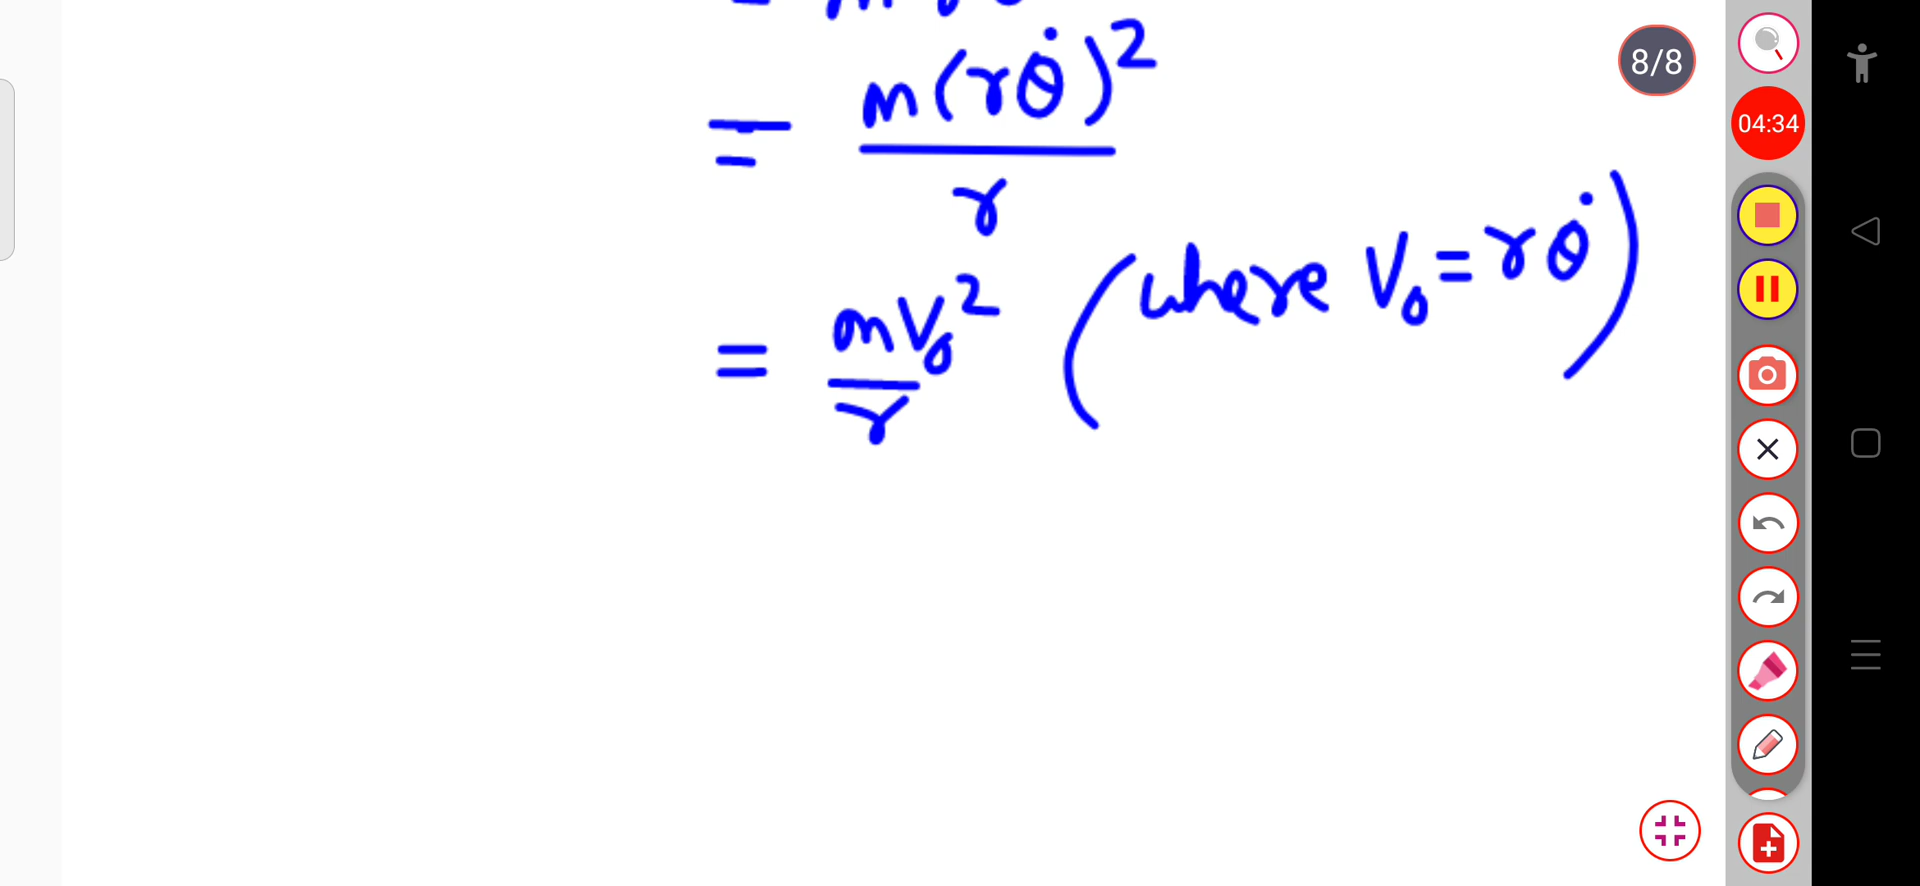 8/8
04:34
= m(rθ̇)²
r
= mV₀² (where V₀ = rθ̇)
r